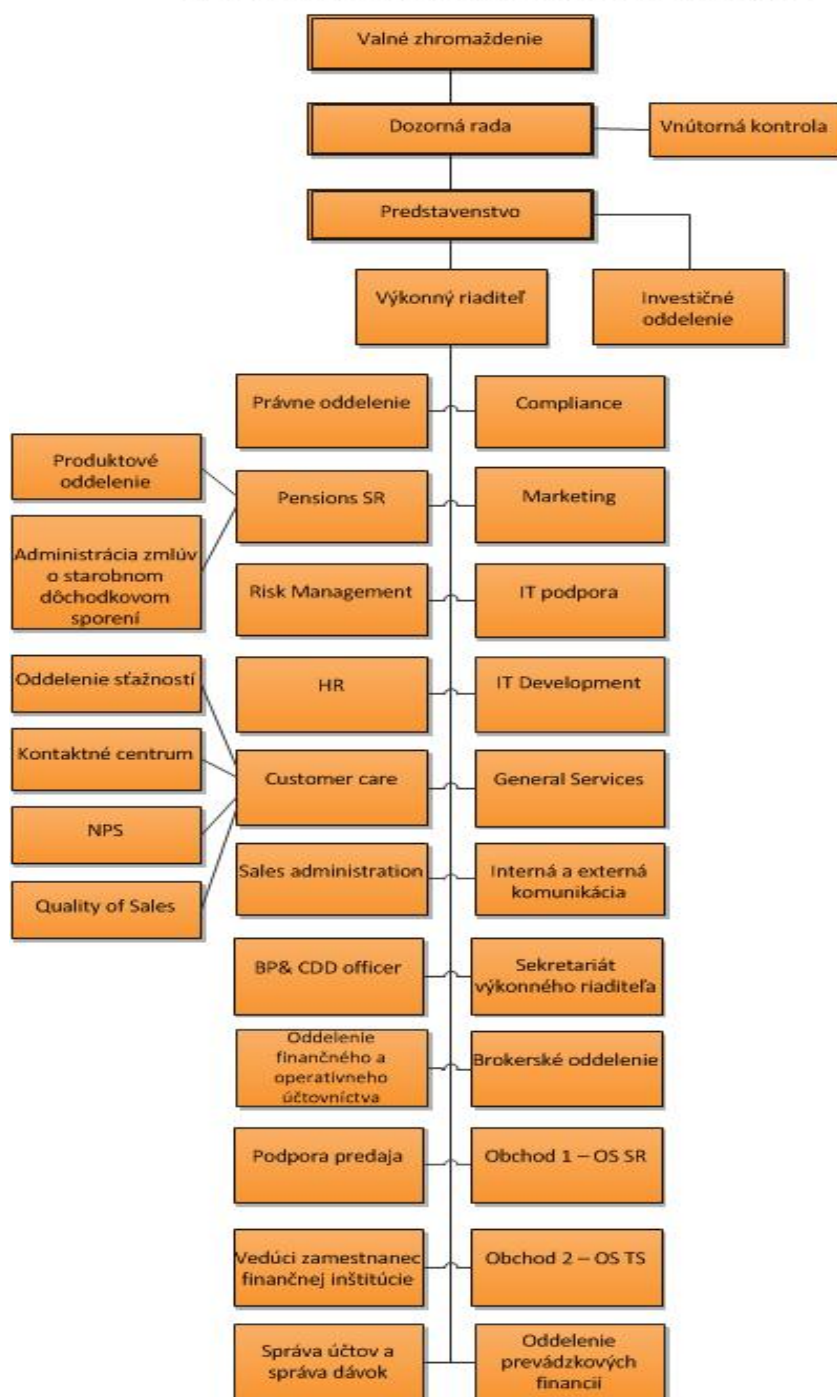 Valné zhromaždenie
Dozorná rada
Vnútorná kontrola
Predstavenstvo
Výkonný riaditeľ
Investičné
oddelenie
Právne oddelenie
Compliance
Produktové
oddelenie
Pensions SR
Marketing
Administrácia zmlúv
o starobnom
dôchodkovom
sporení
Risk Management
IT podpora
Oddelenie sťažností
HR
IT Development
Kontaktné centrum
Customer care
General Services
NPS
Quality of Sales
Sales administration
Interná a externá
komunikácia
BP& CDD officer
Sekretariát
výkonného riaditeľa
Oddelenie
finančného a
operativneho
účtovníctva
Brokerské oddelenie
Podpora predaja
Obchod 1 – OS SR
Vedúci zamestnanec
finančnej inštitúcie
Obchod 2 – OS TS
Správa účtov a
správa dávok
Oddelenie
prevádzkových
financií